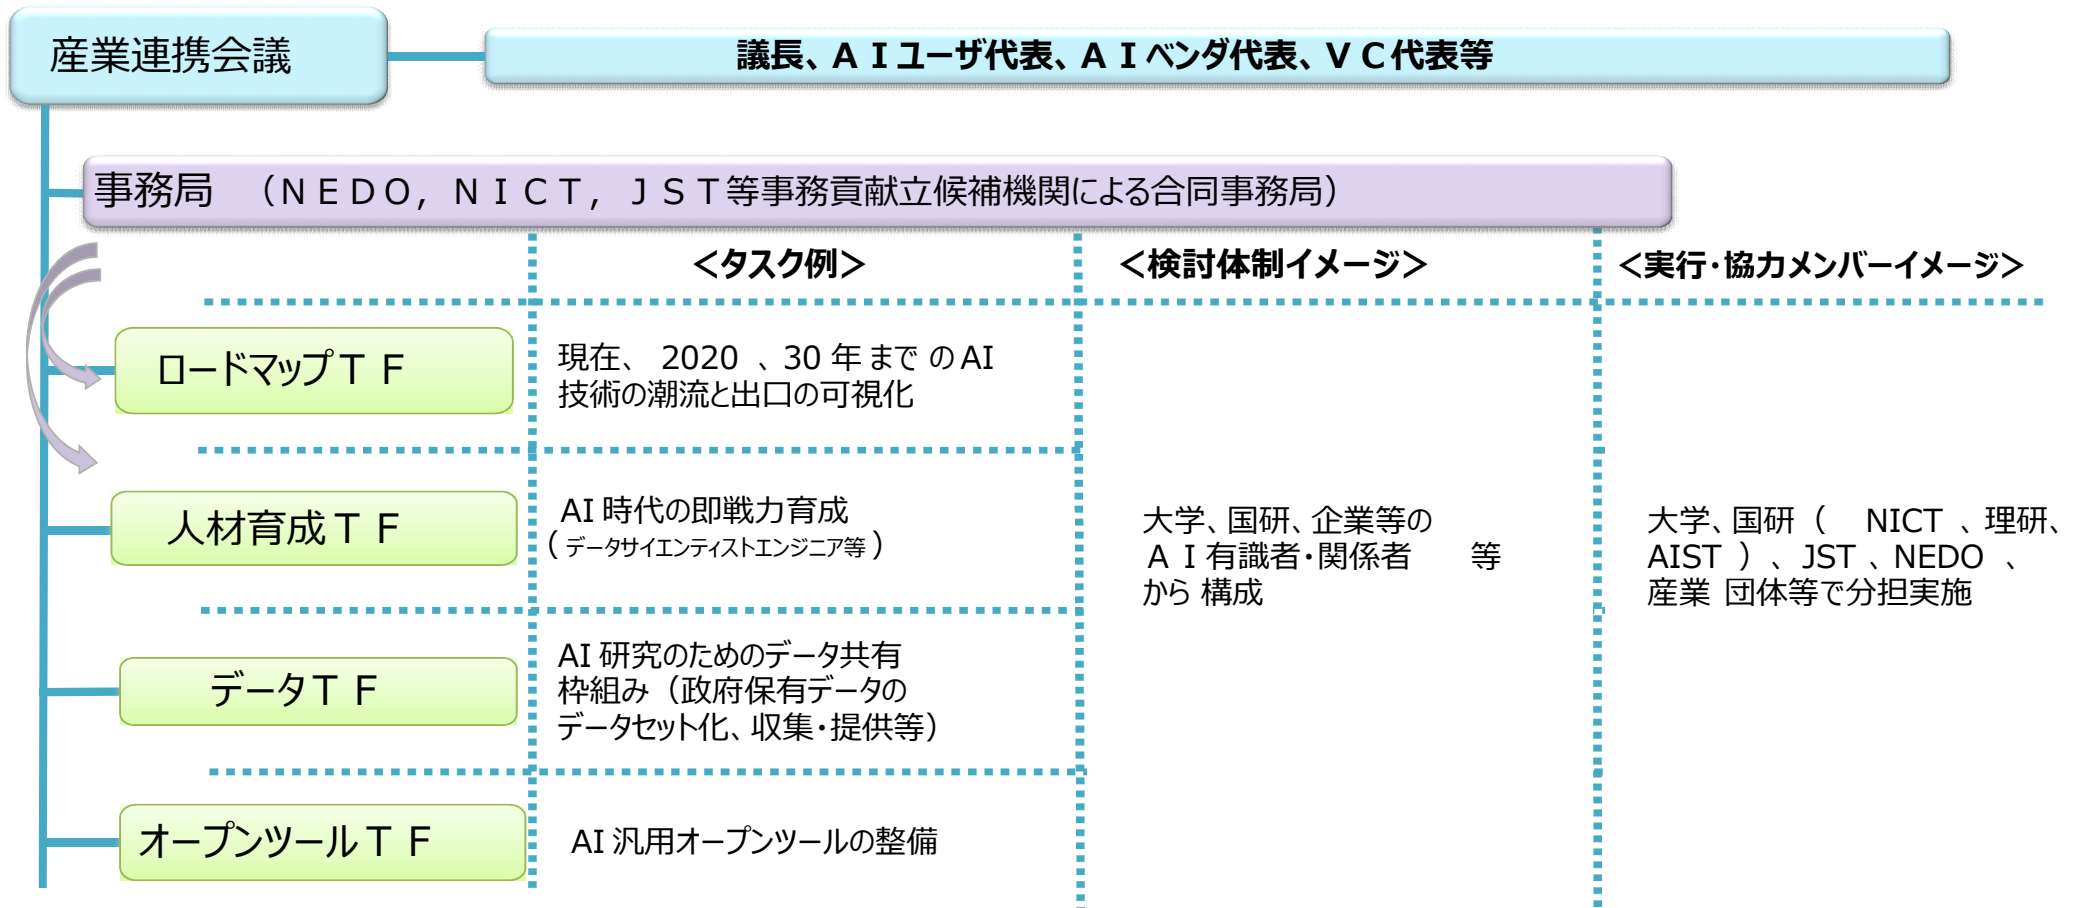 産業連携会議
議長、ＡＩユーザ代表、ＡＩベンダ代表、ＶＣ代表等
事務局　（ＮＥＤＯ，ＮＩＣＴ，ＪＳＴ等事務貢献立候補機関による合同事務局）
＜タスク例＞
＜検討体制イメージ＞
＜実行・協力メンバーイメージ＞
ロードマップＴＦ
現在、 2020 、30 年 まで の AI
技術の潮流と出口の可視化
人材育成ＴＦ
AI 時代の即戦力育成
（データサイエンティストエンジニア等）
大学、国研、企業等の
ＡＩ有識者・関係者　等
から 構成
大学、国研（　NICT 、理研、
AIST ）、JST 、NEDO 、
産業 団体等で分担実施
データＴＦ
AI 研究のためのデータ共有
枠組み（政府保有データの
データセット化、収集・提供等）
オープンツールＴＦ
AI 汎用オープンツールの整備